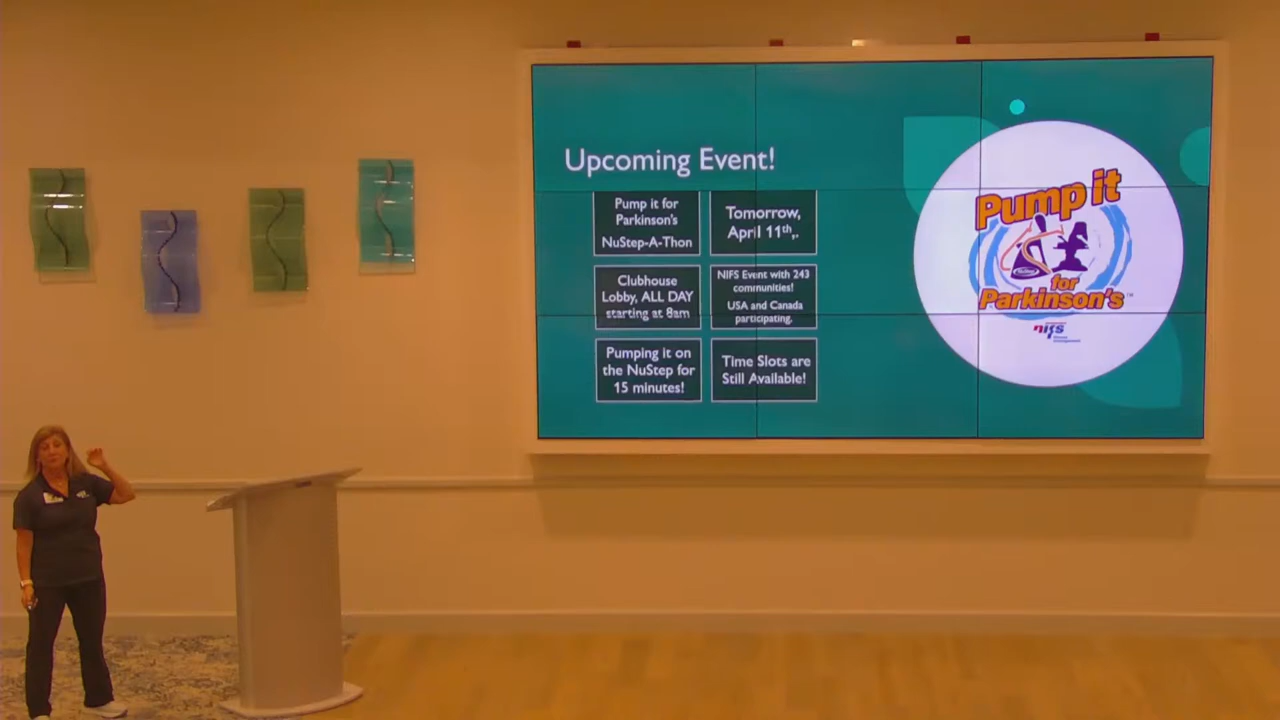 Upcoming Event!
Pump it for
Parkinson's
NuStep-A-Thon
Tomorrow,
April 11th,.
Clubhouse
Lobby, ALL DAY
starting at 8am
NIFS Event with 243
communities!
USA and Canada
participating.
Pumping it on
the NuStep for
15 minutes!
Time Slots are
Still Available!
Pump it
for
Parkinson's
nifs